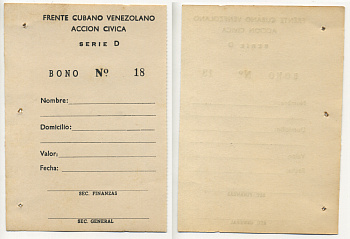 FRENTE CUBANO VENEZOLANO
ACCION CIVICA
SERIE D
BONO Nº 18
Nombre:
Domicilio:
Valor:
Fecha:
SEC. FINANZAS
SEC. GENERAL